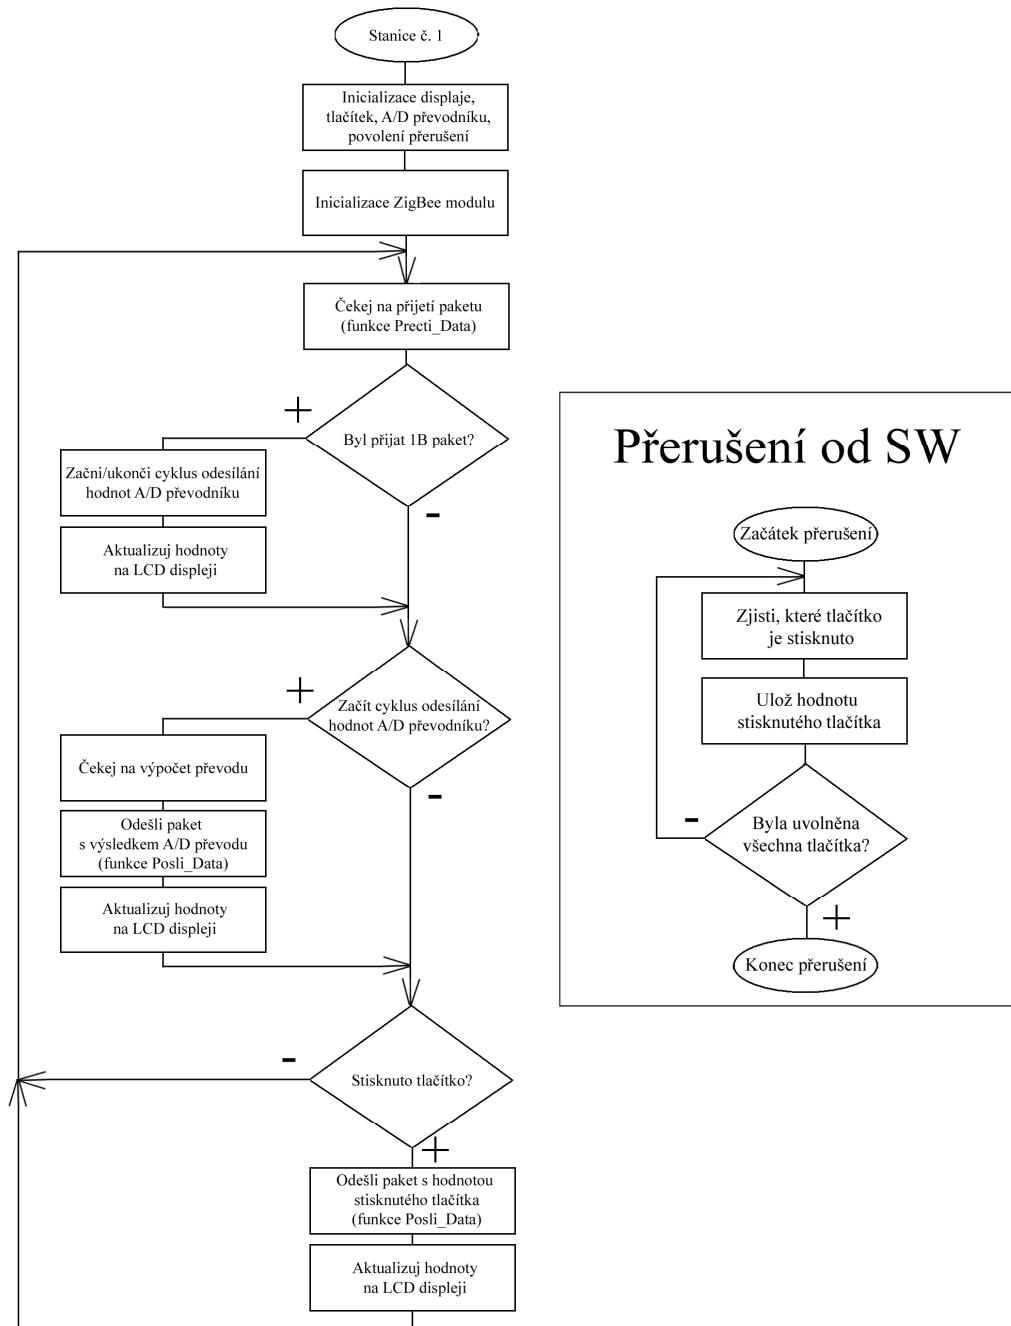 Stanice č. 1
Inicializace displaje,
tlačítek, A/D převodníku,
povolení přerušení
Inicializace ZigBee modulu
Čekej na přijetí paketu
(funkce Precti_Data)
+
Byl přijat 1B paket?
-
Začni/ukonči cyklus odesílání
hodnot A/D převodníku
Aktualizuj hodnoty
na LCD displeji
+
Začít cyklus odesílání
hodnot A/D převodníku?
-
Čekej na výpočet převodu
Odešli paket
s výsledkem A/D převodu
(funkce Posli_Data)
Aktualizuj hodnoty
na LCD displeji
-
Stisknuto tlačítko?
+
Odešli paket s hodnotou
stisknutého tlačítka
(funkce Posli_Data)
Aktualizuj hodnoty
na LCD displeji
Přerušení od SW
Začátek přerušení
Zjisti, které tlačítko
je stisknuto
Ulož hodnotu
stisknutého tlačítka
-
Byla uvolněna
všechna tlačítka?
+
Konec přerušení